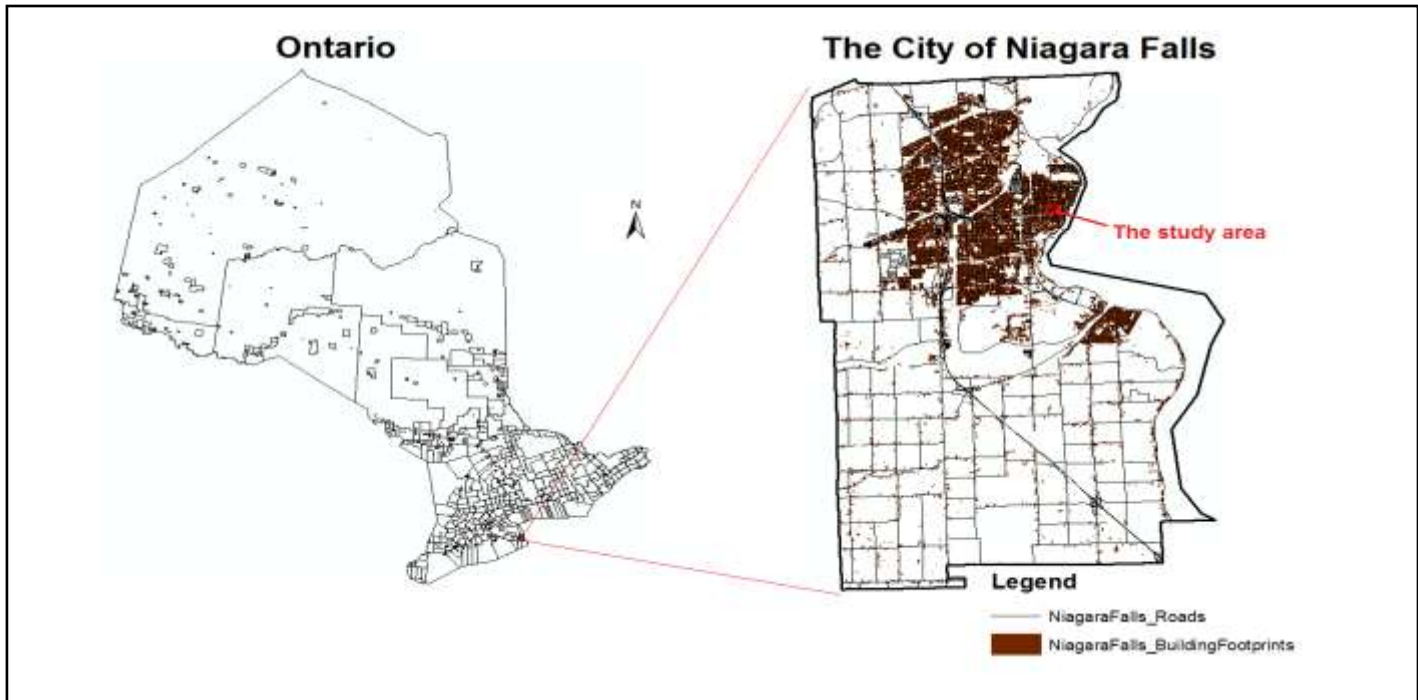 Ontario
The City of Niagara Falls
N
The study area
Legend
NiagaraFalls_Roads
NiagaraFalls_BuildingFootprints